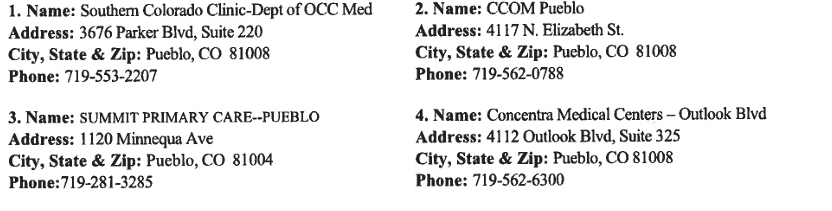 1. Name: Southern Colorado Clinic-Dept of OCC Med
Address: 3676 Parker Blvd, Suite 220
City, State & Zip: Pueblo, CO 81008
Phone: 719-553-2207
2. Name: CCOM Pueblo
Address: 4117 N. Elizabeth St.
City, State & Zip: Pueblo, CO 81008
Phone: 719-562-0788
3. Name: SUMMIT PRIMARY CARE--PUEBLO
Address: 1120 Minnequa Ave
City, State & Zip: Pueblo, CO 81004
Phone:719-281-3285
4. Name: Concentra Medical Centers – Outlook Blvd
Address: 4112 Outlook Blvd, Suite 325
City, State & Zip: Pueblo, CO 81008
Phone: 719-562-6300